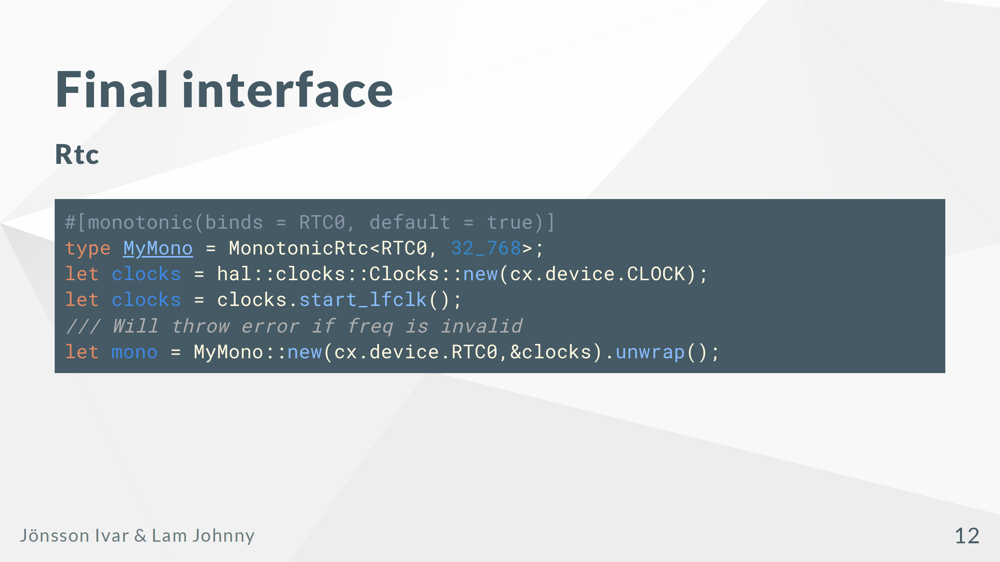 Final interface
Rtc
#[monotonic(binds = RTC0, default = true)]
type MyMono = MonotonicRtc<RTC0, 32_768>;
let clocks = hal::clocks::Clocks::new(cx.device.CLOCK);
let clocks = clocks.start_lfclk();
/// Will throw error if freq is invalid
let mono = MyMono::new(cx.device.RTC0,&clocks).unwrap();
Jönsson Ivar & Lam Johnny
12